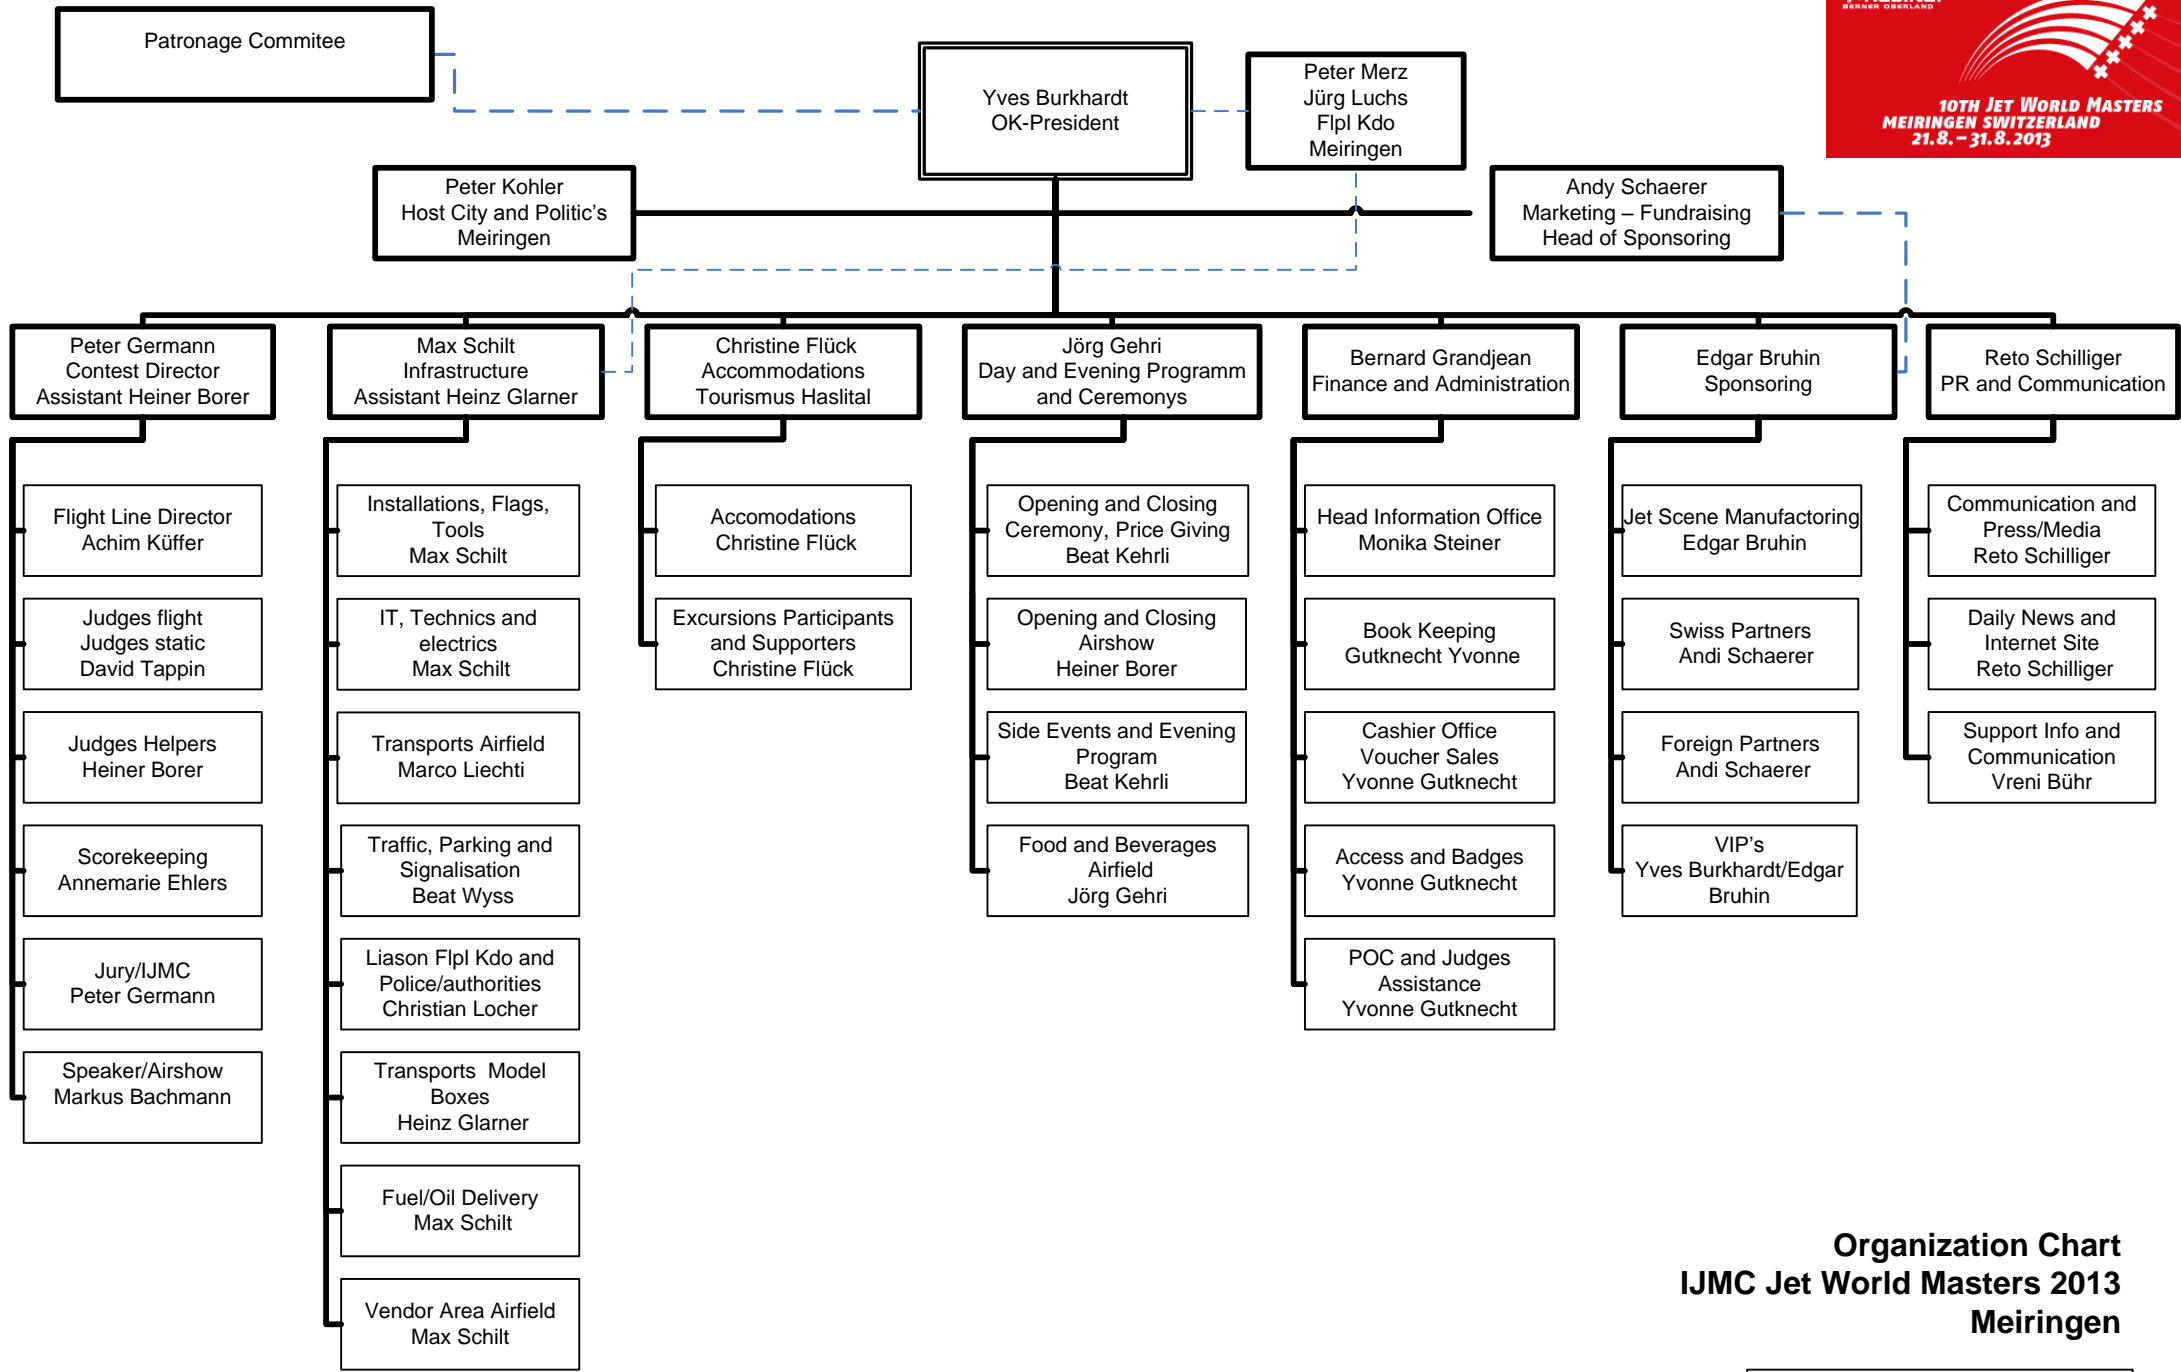 Patronage Commitee
Yves Burkhardt
OK-President
Peter Merz
Jürg Luchs
Flpl Kdo
Meiringen
BERNER OBERLAND
10TH JET WORLD MASTERS
MEIRINGEN SWITZERLAND
21.8.–31.8.2013
Peter Kohler
Host City and Politic’s
Meiringen
Andy Schaerer
Marketing – Fundraising
Head of Sponsoring
Peter Germann
Contest Director
Assistant Heiner Borer
Max Schilt
Infrastructure
Assistant Heinz Glarner
Christine Flück
Accommodations
Tourismus Haslital
Jörg Gehri
Day and Evening Programm
and Ceremonys
Bernard Grandjean
Finance and Administration
Edgar Bruhin
Sponsoring
Reto Schilliger
PR and Communication
Flight Line Director
Achim Küffer
Judges flight
Judges static
David Tappin
Judges Helpers
Heiner Borer
Scorekeeping
Annemarie Ehlers
Jury/IJMC
Peter Germann
Speaker/Airshow
Markus Bachmann
Installations, Flags,
Tools
Max Schilt
IT, Technics and
electrics
Max Schilt
Transports Airfield
Marco Liechti
Traffic, Parking and
Signalisation
Beat Wyss
Liason Flpl Kdo and
Police/authorities
Christian Locher
Transports Model
Boxes
Heinz Glarner
Fuel/Oil Delivery
Max Schilt
Vendor Area Airfield
Max Schilt
Accomodations
Christine Flück
Excursions Participants
and Supporters
Christine Flück
Opening and Closing
Ceremony, Price Giving
Beat Kehrli
Opening and Closing
Airshow
Heiner Borer
Side Events and Evening
Program
Beat Kehrli
Food and Beverages
Airfield
Jörg Gehri
Head Information Office
Monika Steiner
Book Keeping
Gutknecht Yvonne
Cashier Office
Voucher Sales
Yvonne Gutknecht
Access and Badges
Yvonne Gutknecht
POC and Judges
Assistance
Yvonne Gutknecht
Jet Scene Manufactoring
Edgar Bruhin
Swiss Partners
Andi Schaerer
Foreign Partners
Andi Schaerer
VIP’s
Yves Burkhardt/Edgar
Bruhin
Communication and
Press/Media
Reto Schilliger
Daily News and
Internet Site
Reto Schilliger
Support Info and
Communication
Vreni Bühr
Organization Chart
IJMC Jet World Masters 2013
Meiringen